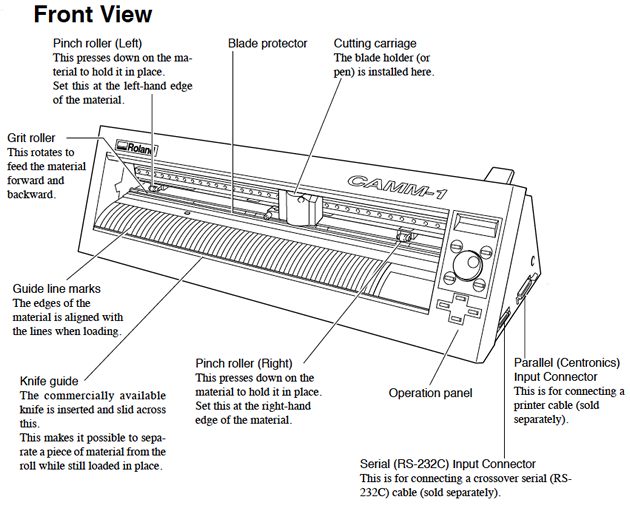 Front View
Pinch roller (Left)
This presses down on the ma-
terial to hold it in place.
Set this at the left-hand edge
of the material.
Blade protector
Cutting carriage
The blade holder (or
pen) is installed here.
Grit roller
This rotates to
feed the material
forward and
backward.
Roland
CAMM-1
Guide line marks
The edges of the
material is aligned with
the lines when loading.
Knife guide
The commercially available
knife is inserted and slid across
this.
This makes it possible to sepa-
rate a piece of material from the
roll while still loaded in place.
Pinch roller (Right)
This presses down on the
material to hold it in place.
Set this at the right-hand
edge of the material.
Operation panel
Parallel (Centronics)
Input Connector
This is for connecting a
printer cable (sold
separately).
Serial (RS-232C) Input Connector
This is for connecting a crossover serial (RS-
232C) cable (sold separately).